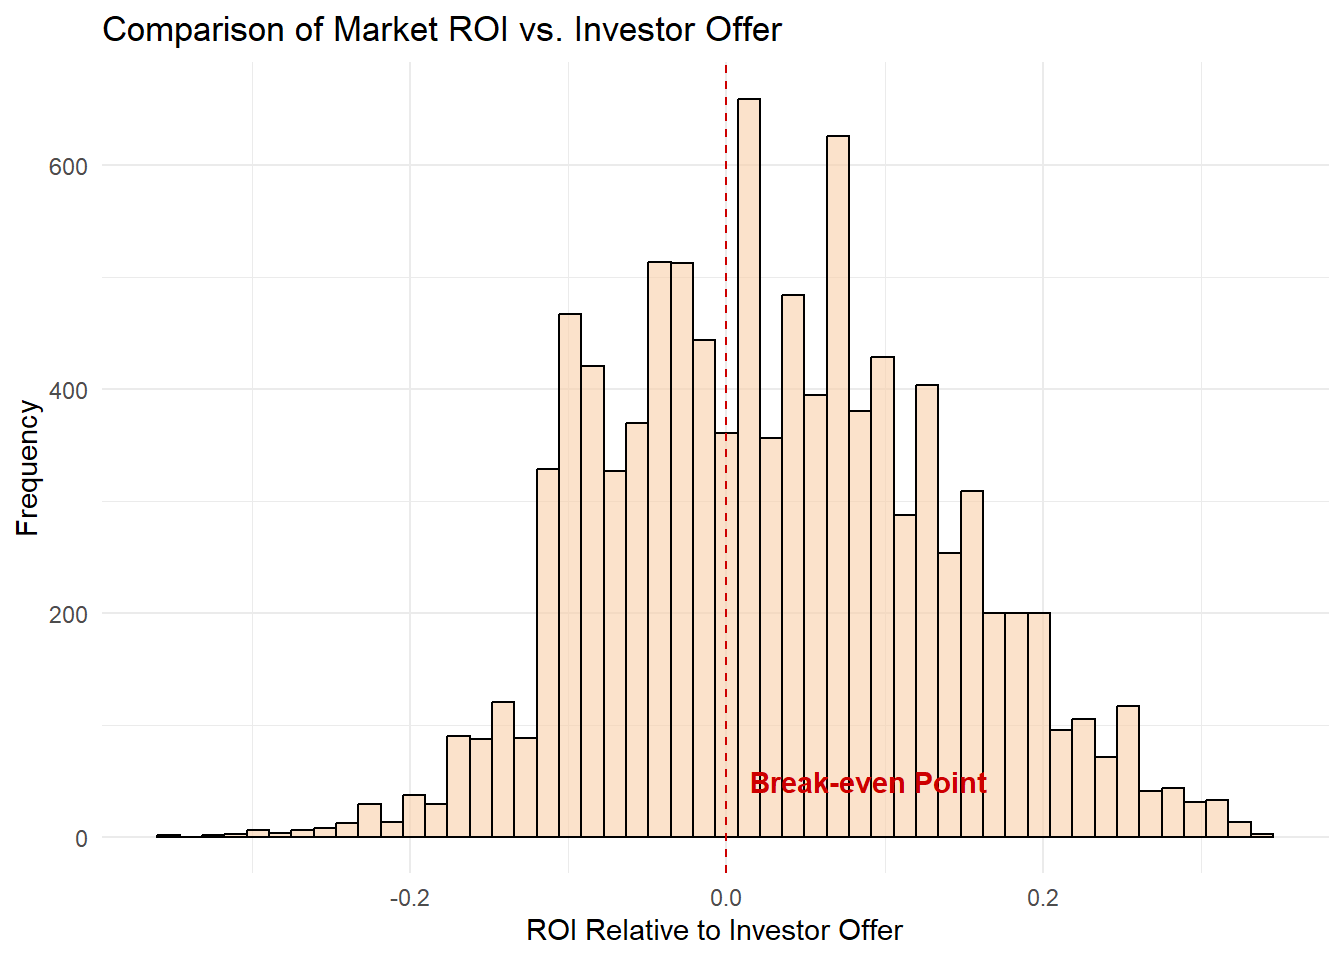 Comparison of Market ROI vs. Investor Offer
600
400
200
0
Frequency
Break-even Point
-0.2
0.0
0.2
ROI Relative to Investor Offer